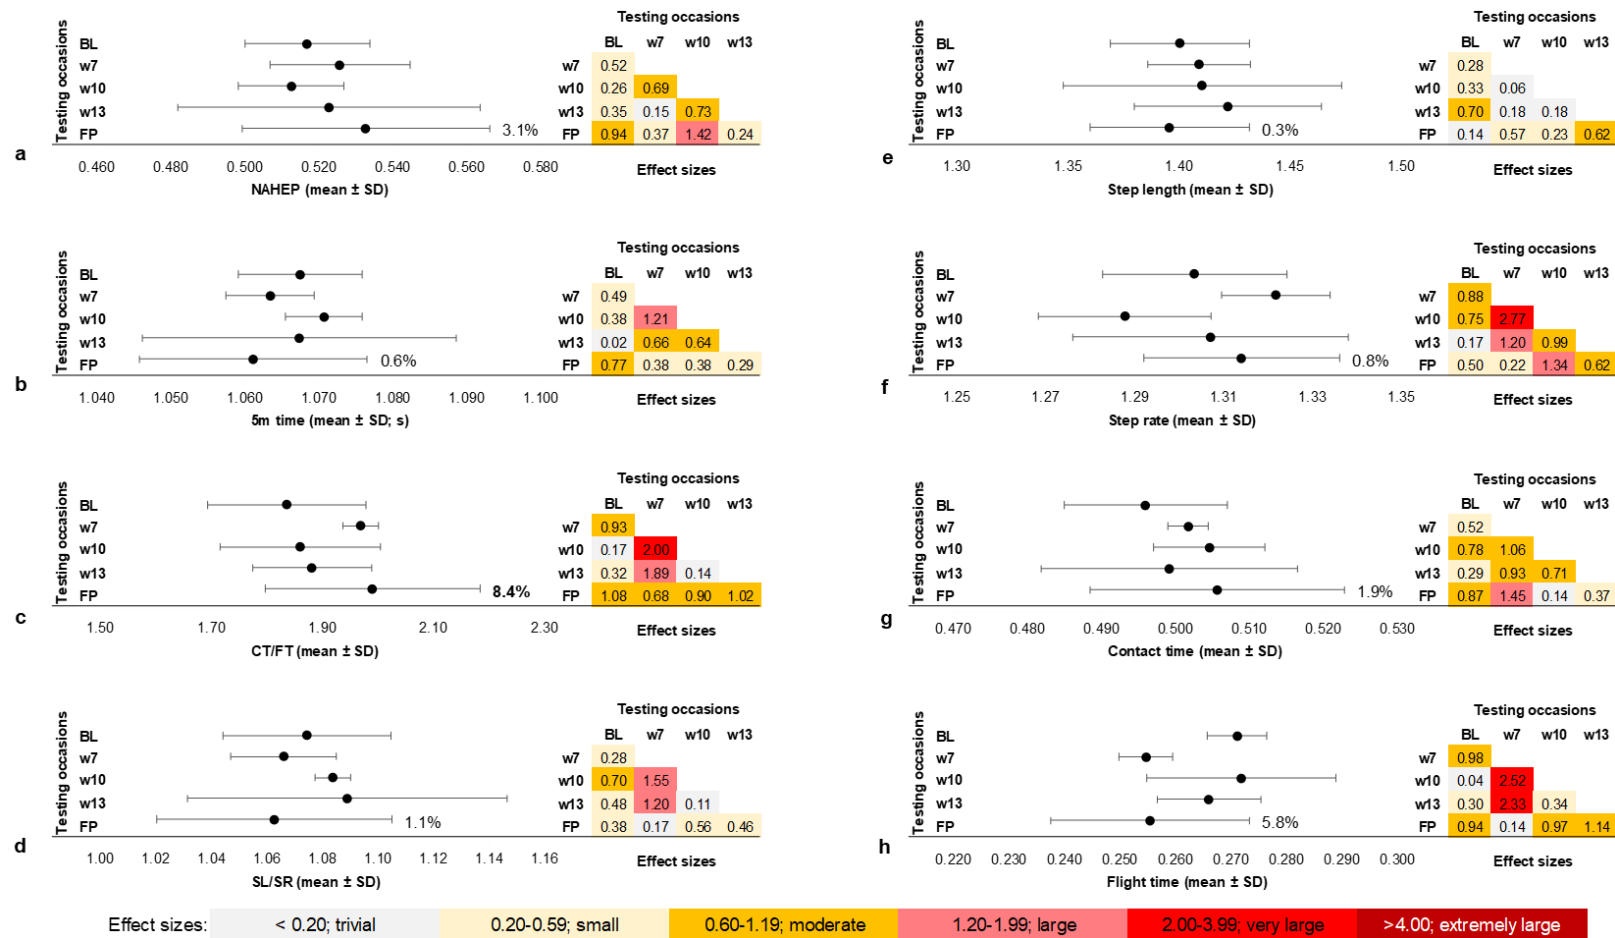 Testing occasions
BL w7 w10 w13
Testing occasions
BL
w7
w10
w13
FP
3.1%
w7 0.52
w10 0.26 0.69
w13 0.35 0.15 0.73
FP 0.94 0.37 1.42 0.24
a
0.460 0.480 0.500 0.520 0.540 0.560 0.580
NAHEP (mean ± SD)
Effect sizes
Testing occasions
BL w7 w10 w13
Testing occasions
BL
w7
w10
w13
FP
0.3%
w7 0.28
w10 0.33 0.06
w13 0.70 0.18 0.18
FP 0.14 0.57 0.23 0.62
e
1.30 1.35 1.40 1.45 1.50
Step length (mean ± SD)
Effect sizes
Testing occasions
BL w7 w10 w13
Testing occasions
BL
w7
w10
w13
FP
0.6%
w7 0.49
w10 0.38 1.21
w13 0.02 0.66 0.64
FP 0.77 0.38 0.38 0.29
b
1.040 1.050 1.060 1.070 1.080 1.090 1.100
5m time (mean ± SD; s)
Effect sizes
Testing occasions
BL w7 w10 w13
Testing occasions
BL
w7
w10
w13
FP
0.8%
w7 0.88
w10 0.75 2.77
w13 0.17 1.20 0.99
FP 0.50 0.22 1.34 0.62
f
1.25 1.27 1.29 1.31 1.33 1.35
Step rate (mean ± SD)
Effect sizes
Testing occasions
BL w7 w10 w13
Testing occasions
BL
w7
w10
w13
FP
8.4%
w7 0.93
w10 0.17 2.00
w13 0.32 1.89 0.14
FP 1.08 0.68 0.90 1.02
c
1.50 1.70 1.90 2.10 2.30
CT/FT (mean ± SD)
Effect sizes
Testing occasions
BL w7 w10 w13
Testing occasions
BL
w7
w10
w13
FP
1.9%
w7 0.52
w10 0.78 1.06
w13 0.29 0.93 0.71
FP 0.87 1.45 0.14 0.37
g
0.470 0.480 0.490 0.500 0.510 0.520 0.530
Contact time (mean ± SD)
Effect sizes
Testing occasions
BL w7 w10 w13
Testing occasions
BL
w7
w10
w13
FP
1.1%
w7 0.28
w10 0.70 1.55
w13 0.48 1.20 0.11
FP 0.38 0.17 0.56 0.46
d
1.00 1.02 1.04 1.06 1.08 1.10 1.12 1.14 1.16
SL/SR (mean ± SD)
Effect sizes
Testing occasions
BL w7 w10 w13
Testing occasions
BL
w7
w10
w13
FP
5.8%
w7 0.98
w10 0.04 2.52
w13 0.30 2.33 0.34
FP 0.94 0.14 0.97 1.14
h
0.220 0.230 0.240 0.250 0.260 0.270 0.280 0.290 0.300
Flight time (mean ± SD)
Effect sizes
Effect sizes: < 0.20; trivial 0.20-0.59; small 0.60-1.19; moderate 1.20-1.99; large 2.00-3.99; very large >4.00; extremely large